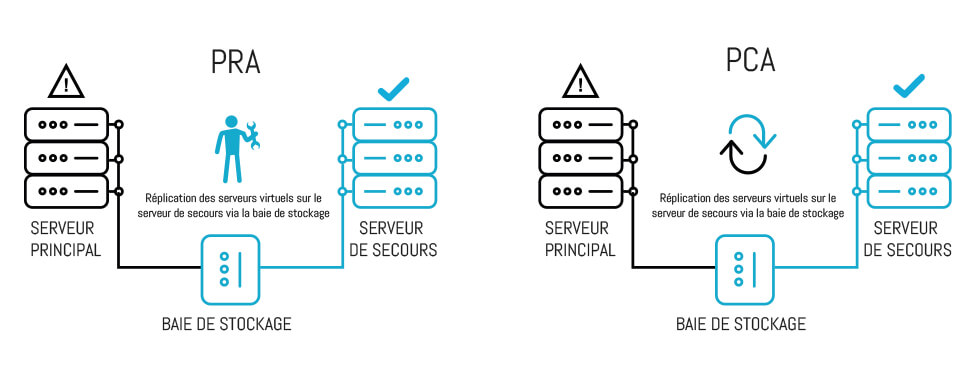 PRA
!
Réplication des serveurs virtuels sur le
serveur de secours via la baie de stockage
SERVEUR
PRINCIPAL
SERVEUR
DE SECOURS
BAIE DE STOCKAGE
PCA
!
Réplication des serveurs virtuels sur le
serveur de secours via la baie de stockage
SERVEUR
PRINCIPAL
SERVEUR
DE SECOURS
BAIE DE STOCKAGE